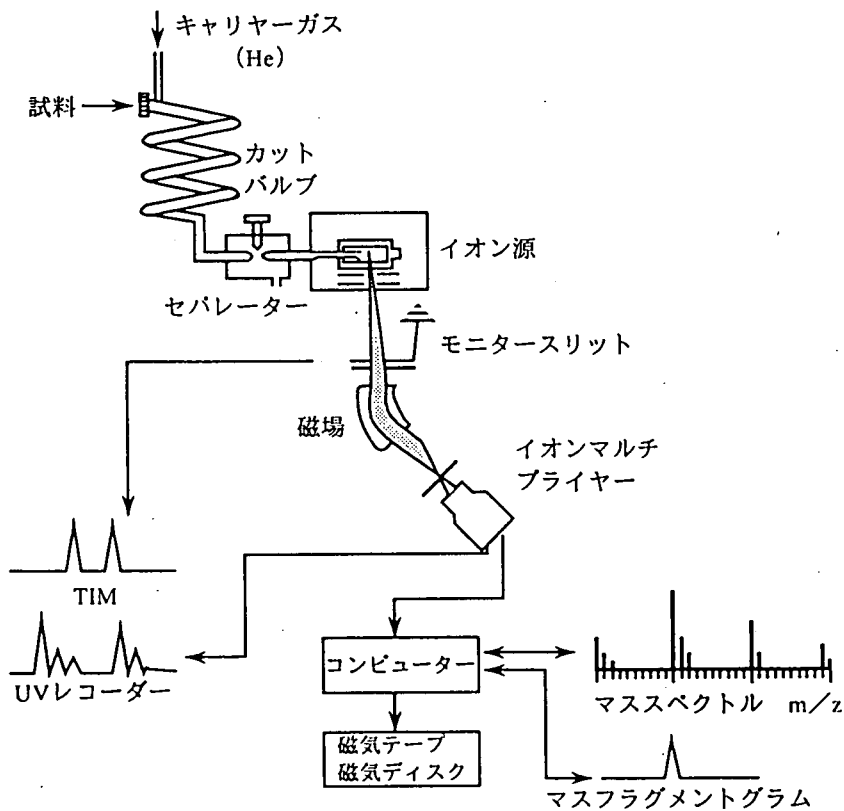 キャリヤーガス
(He)
試料
カット
バルブ
イオン源
セパレーター
モニタースリット
磁場
イオンマルチ
プライヤー
TIM
UVレコーダー
コンピューター
磁気テープ
磁気ディスク
マススペクトル m/z
マスフラグメントグラム